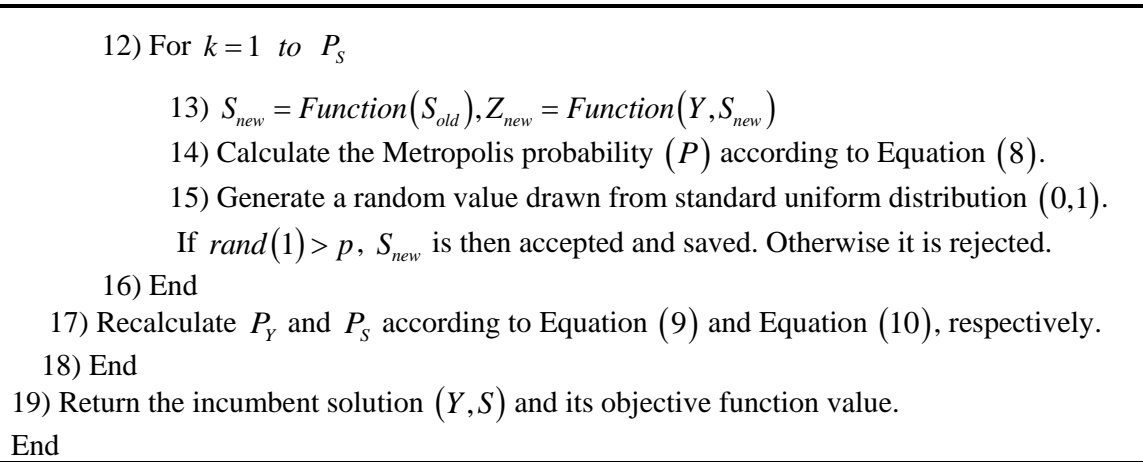 12) For k = 1 to P_S
13) S_new = Function(S_old), Z_new = Function(Y, S_new)
14) Calculate the Metropolis probability (P) according to Equation (8).
15) Generate a random value drawn from standard uniform distribution (0,1).
If rand(1) > p, S_new is then accepted and saved. Otherwise it is rejected.
16) End
17) Recalculate P_Y and P_S according to Equation (9) and Equation (10), respectively.
18) End
19) Return the incumbent solution (Y, S) and its objective function value.
End